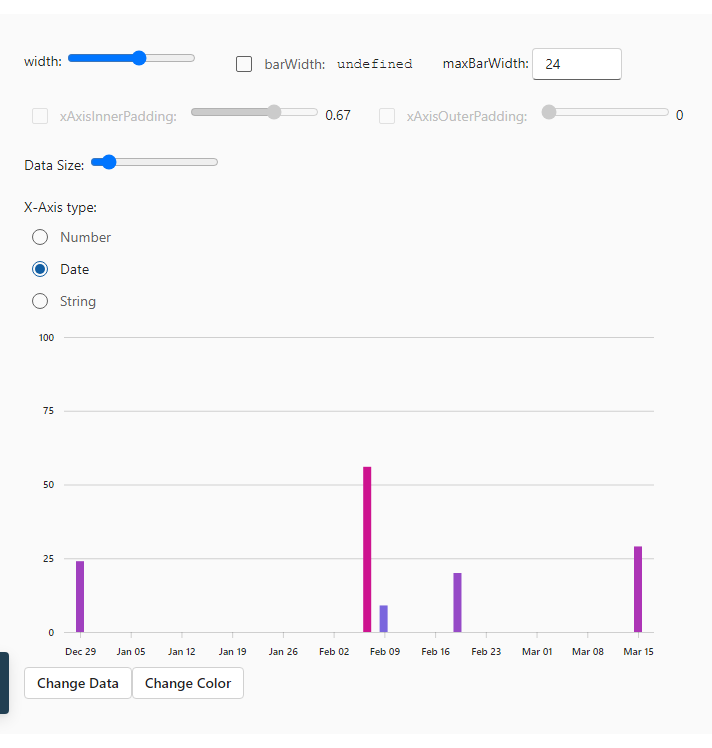 width: barWidth: undefined maxBarWidth: 24
xAxisInnerPadding: 0.67 xAxisOuterPadding: 0
Data Size:
X-Axis type:
Number
Date
String
100
75
50
25
0
Dec 29 Jan 05 Jan 12 Jan 19 Jan 26 Feb 02 Feb 09 Feb 16 Feb 23 Mar 01 Mar 08 Mar 15
Change Data Change Color